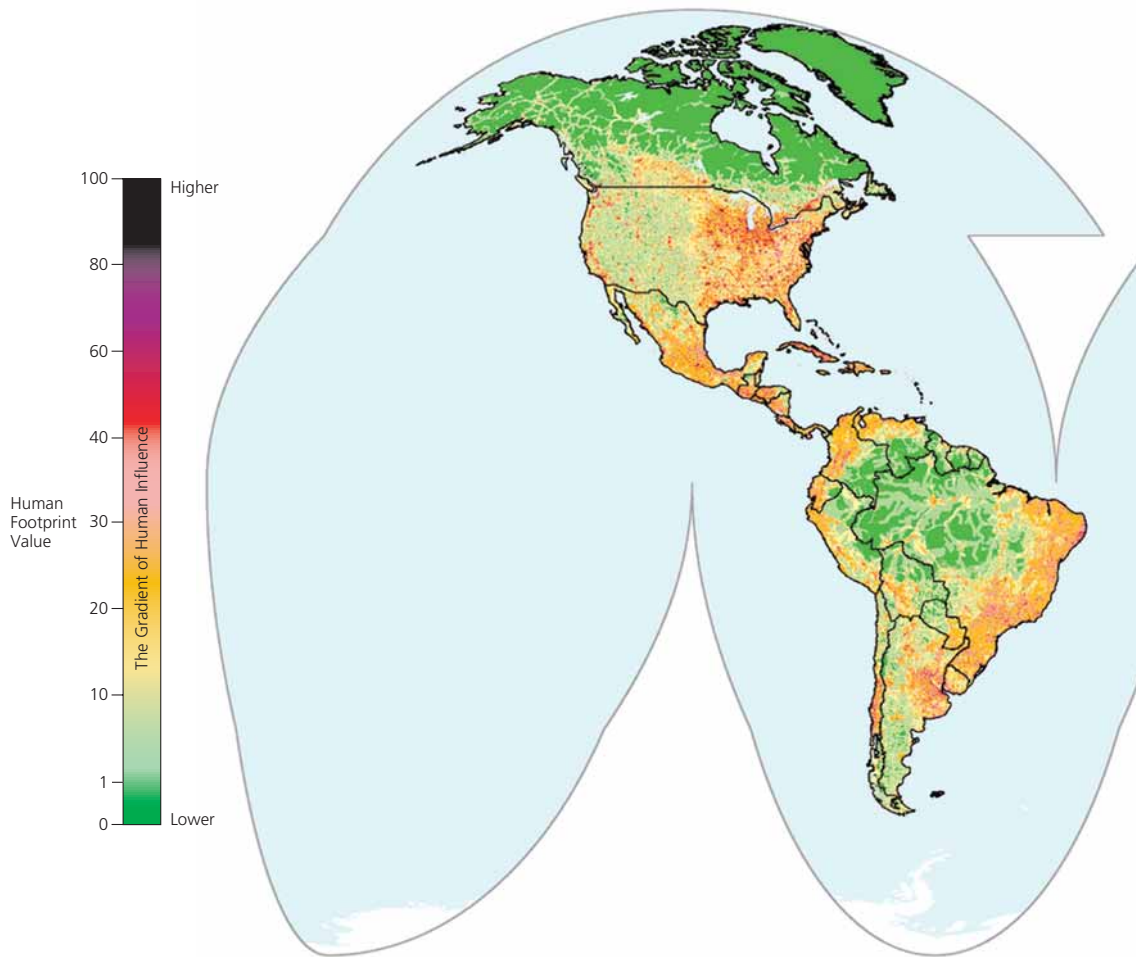 100
Higher
80
60
40
Human
Footprint
Value
30
The Gradient of Human Influence
20
10
1
0
Lower